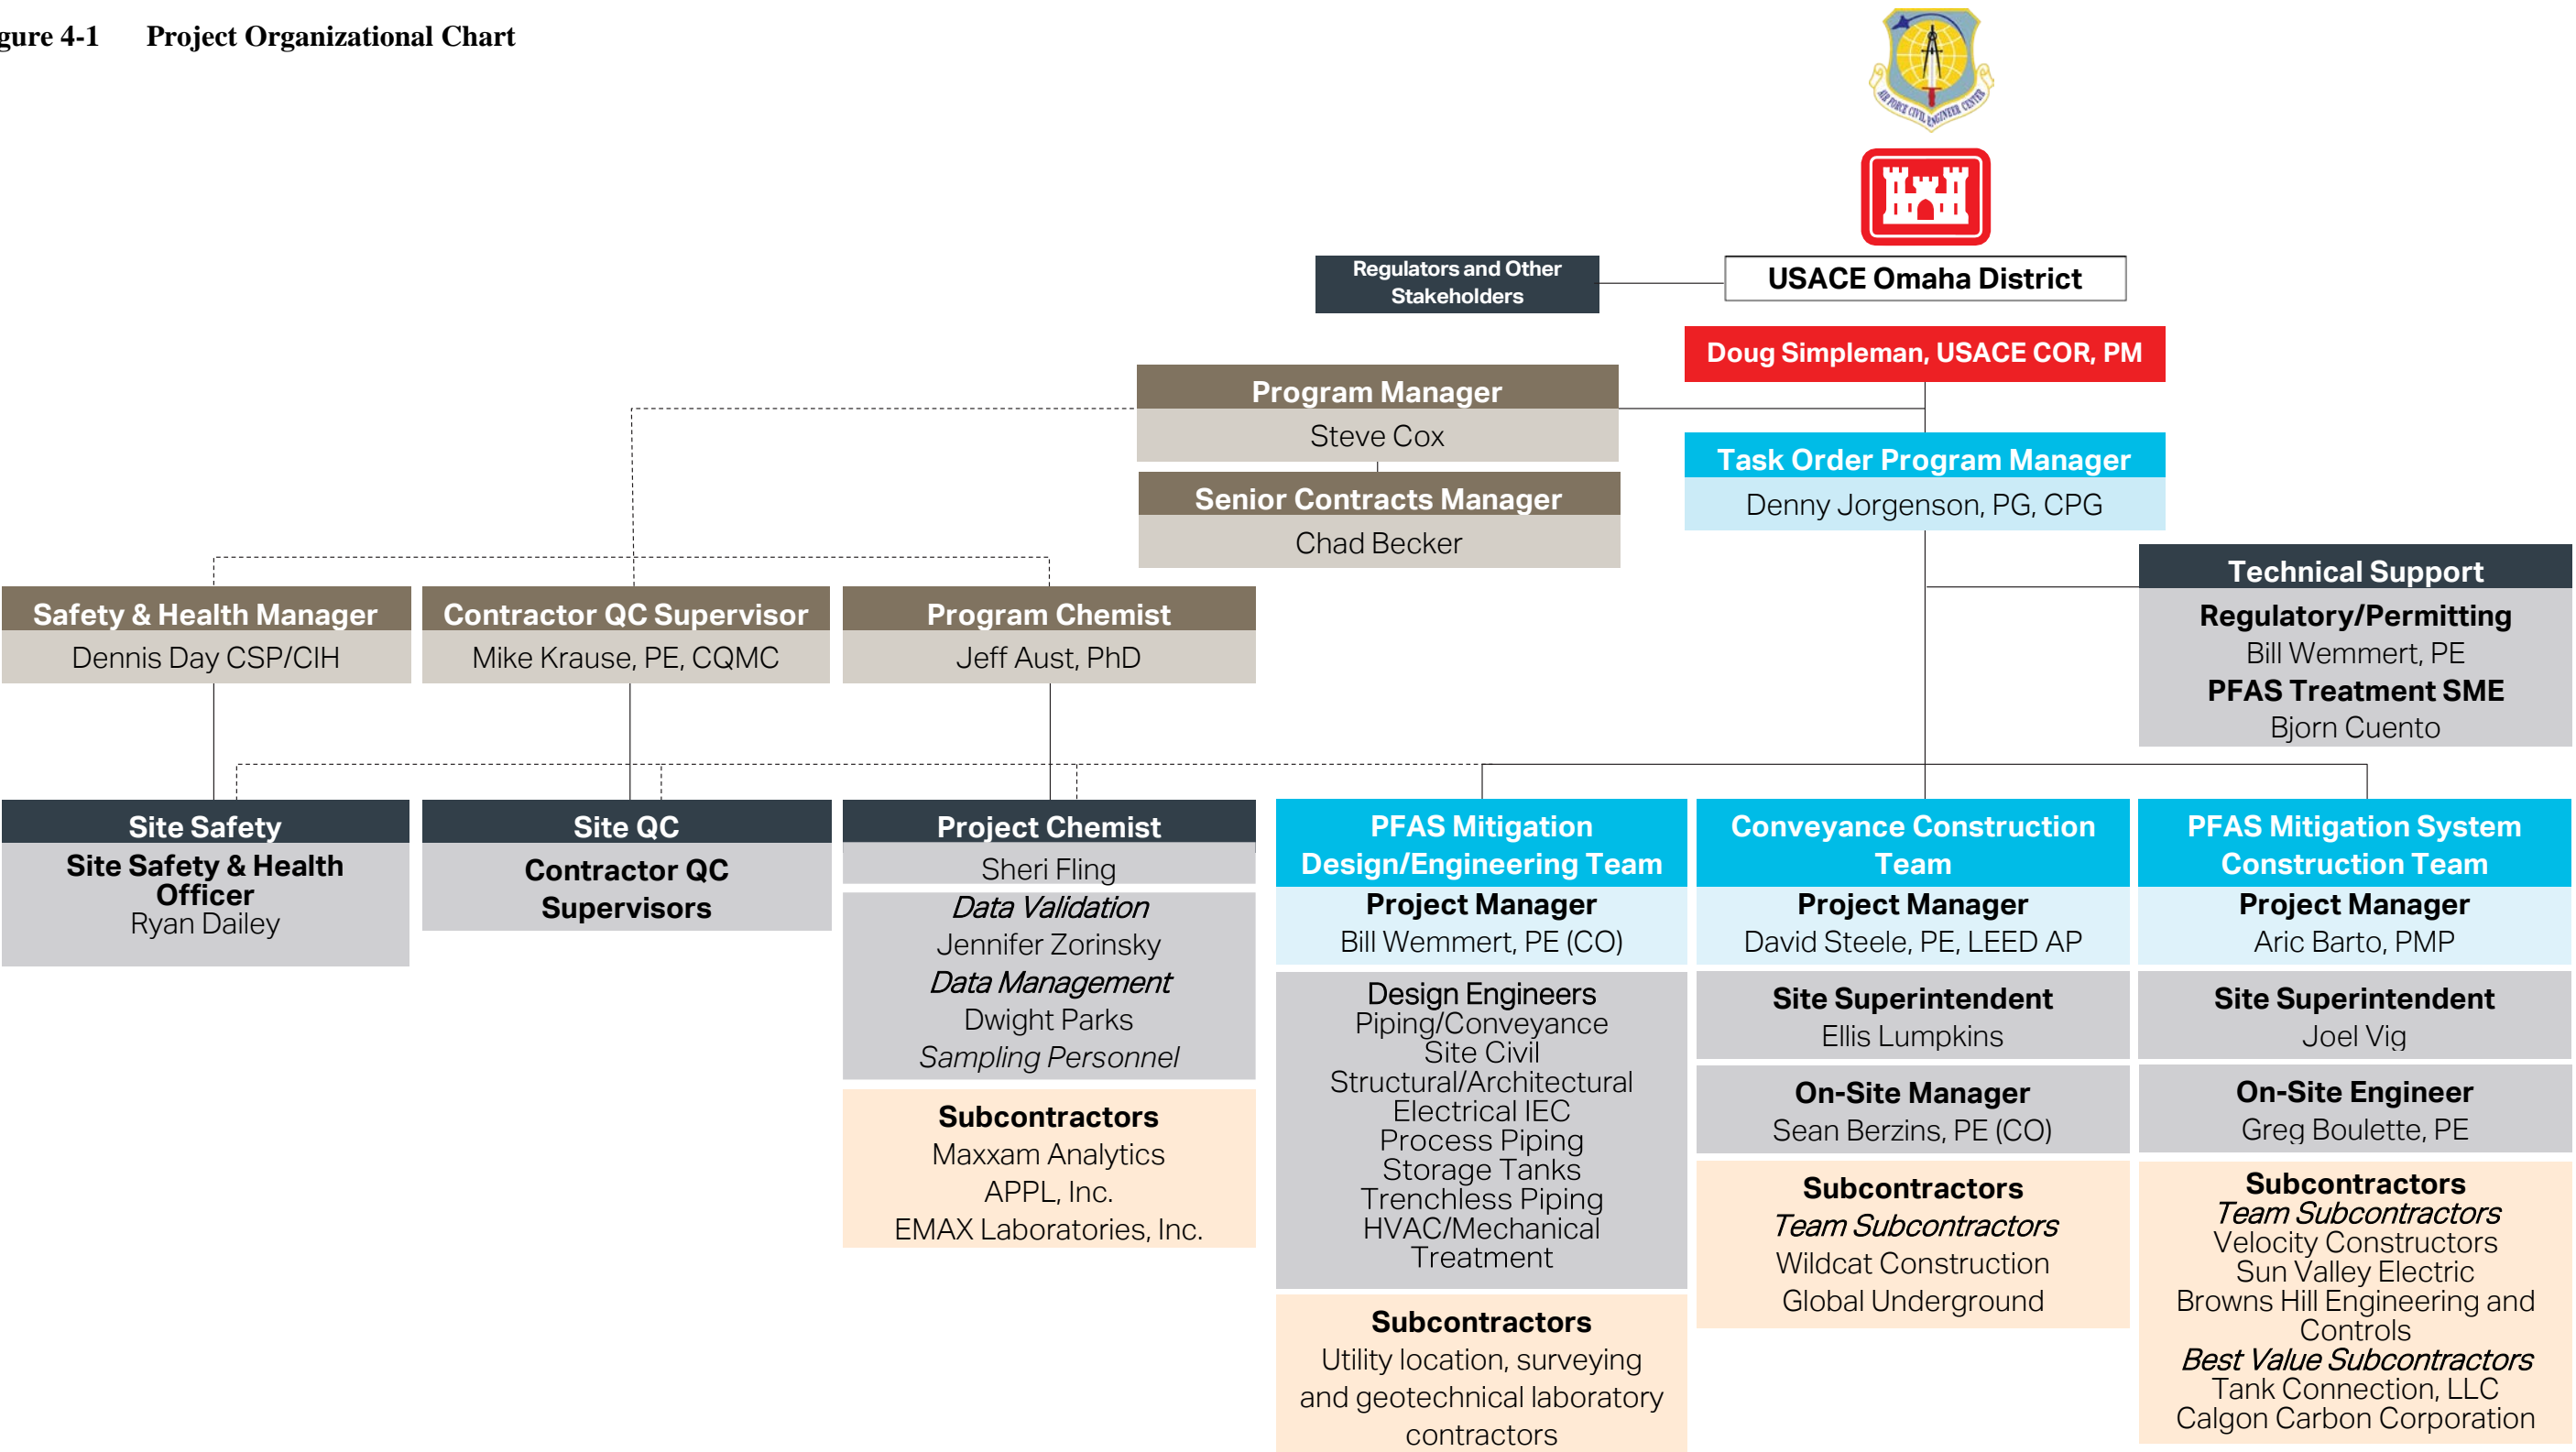 gure 4-1 Project Organizational Chart
AIR FORCE CIVIL ENGINEER CENTER
Regulators and Other
Stakeholders
USACE Omaha District
Doug Simpleman, USACE COR, PM
Program Manager
Steve Cox
Senior Contracts Manager
Chad Becker
Task Order Program Manager
Denny Jorgenson, PG, CPG
Technical Support
Regulatory/Permitting
Bill Wemmert, PE
PFAS Treatment SME
Bjorn Cuento
Safety & Health Manager
Dennis Day CSP/CIH
Contractor QC Supervisor
Mike Krause, PE, CQMC
Program Chemist
Jeff Aust, PhD
Site Safety
Site Safety & Health
Officer
Ryan Dailey
Site QC
Contractor QC
Supervisors
Project Chemist
Sheri Fling
Data Validation
Jennifer Zorinsky
Data Management
Dwight Parks
Sampling Personnel
Subcontractors
Maxxam Analytics
APPL, Inc.
EMAX Laboratories, Inc.
PFAS Mitigation
Design/Engineering Team
Project Manager
Bill Wemmert, PE (CO)
Design Engineers
Piping/Conveyance
Site Civil
Structural/Architectural
Electrical IEC
Process Piping
Storage Tanks
Trenchless Piping
HVAC/Mechanical
Treatment
Subcontractors
Utility location, surveying
and geotechnical laboratory
contractors
Conveyance Construction
Team
Project Manager
David Steele, PE, LEED AP
Site Superintendent
Ellis Lumpkins
On-Site Manager
Sean Berzins, PE (CO)
Subcontractors
Team Subcontractors
Wildcat Construction
Global Underground
PFAS Mitigation System
Construction Team
Project Manager
Aric Barto, PMP
Site Superintendent
Joel Vig
On-Site Engineer
Greg Boulette, PE
Subcontractors
Team Subcontractors
Velocity Constructors
Sun Valley Electric
Browns Hill Engineering and
Controls
Best Value Subcontractors
Tank Connection, LLC
Calgon Carbon Corporation